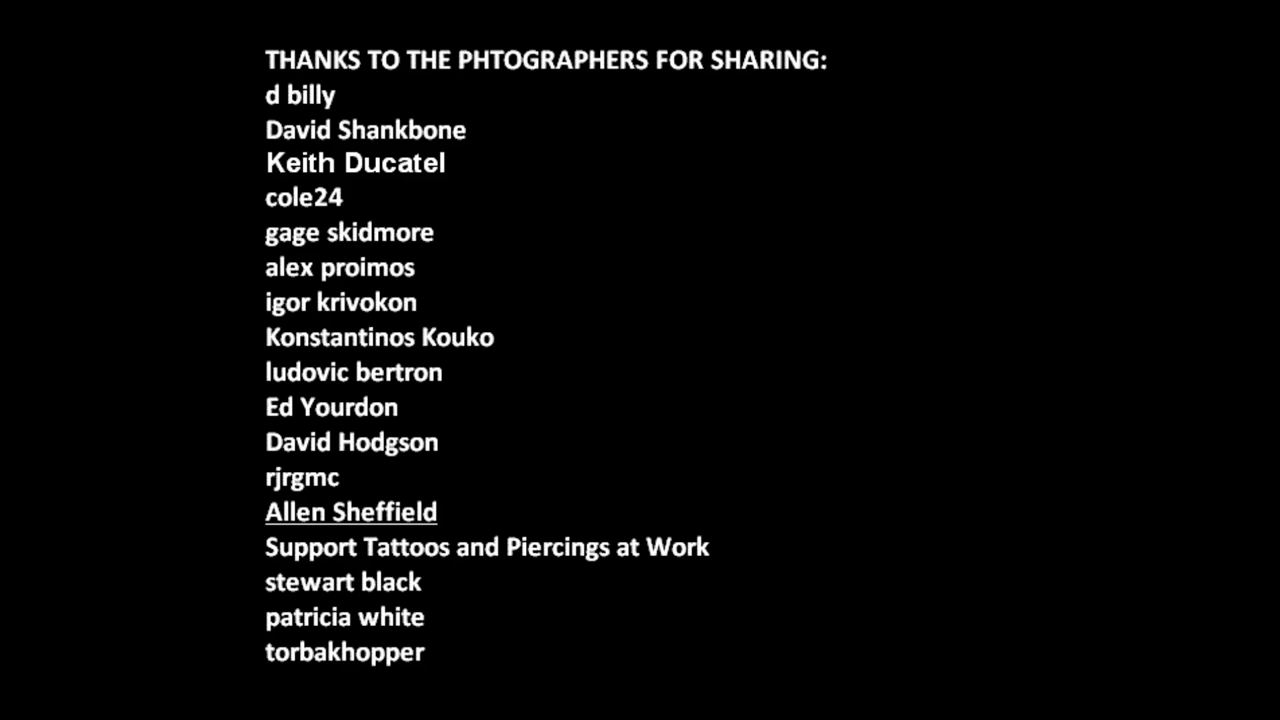 THANKS TO THE PHTOGRAPHERS FOR SHARING:
d billy
David Shankbone
Keith Ducatel
cole24
gage skidmore
alex proimos
igor krivokon
Konstantinos Kouko
ludovic bertron
Ed Yourdon
David Hodgson
rjrgmc
Allen Sheffield
Support Tattoos and Piercings at Work
stewart black
patricia white
torbakhopper